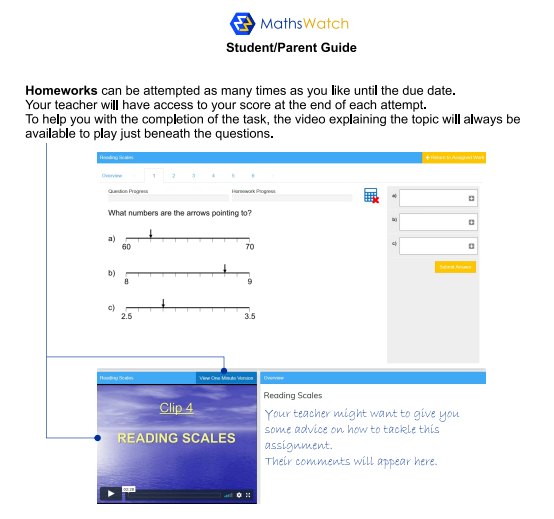 MathsWatch
Student/Parent Guide
Homeworks can be attempted as many times as you like until the due date.
Your teacher will have access to your score at the end of each attempt.
To help you with the completion of the task, the video explaining the topic will always be
available to play just beneath the questions.
Reading Scales
Return to Assigned Work
Overview 1 2 3 4 5 6
Question Progress
Homework Progress
What numbers are the arrows pointing to?
a)
60 70
b)
8 9
c)
2.5 3.5
a)
b)
c)
Submit Answer
Reading Scales
View One Minute Version
Clip 4
READING SCALES
02:29
Overview
Reading Scales
Your teacher might want to give you
some advice on how to tackle this
assignment.
Their comments will appear here.